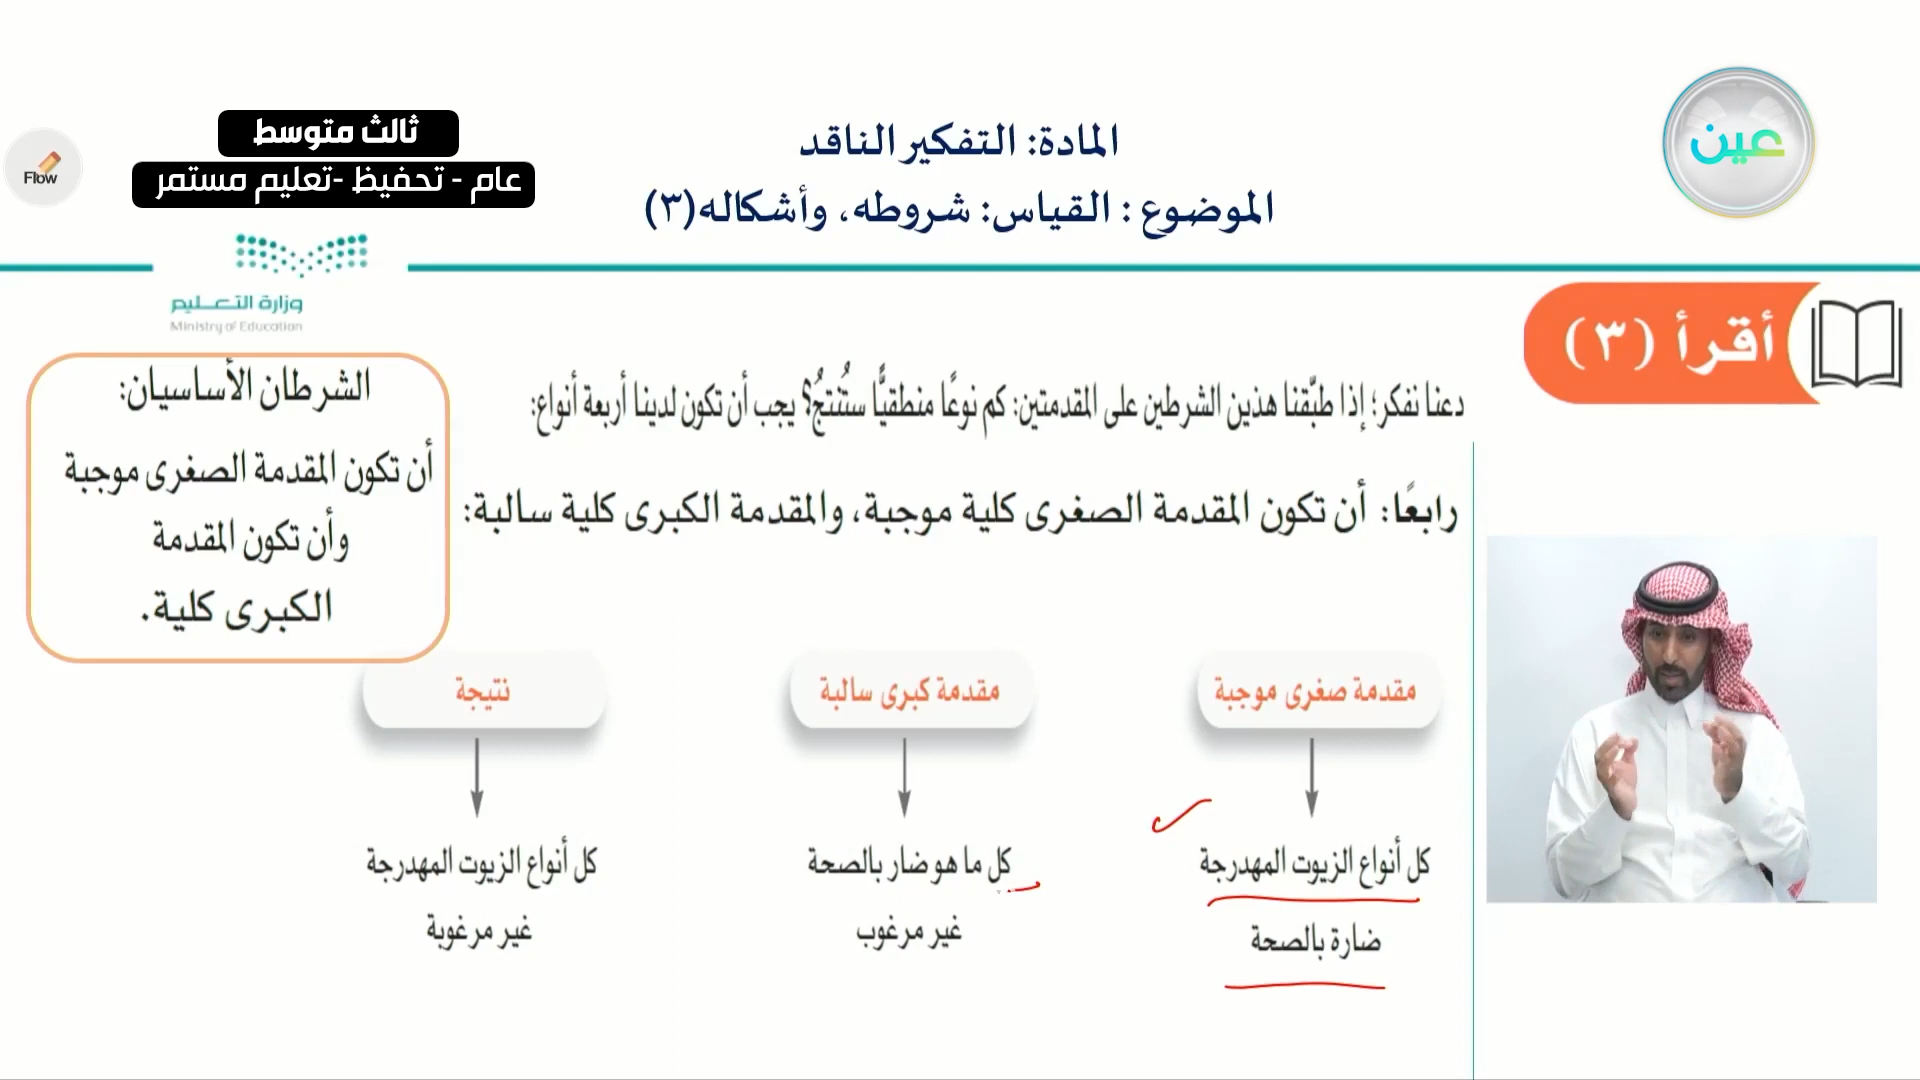 عين
المادة: التفكير الناقد
الموضوع : القياس: شروطه، وأشكاله(٣)
ثالث متوسط
عام - تحفيظ -تعليم مستمر
Flow
وزارة التعـــليم
Ministry of Education
أقرأ (٣)
دعنا نفكر؛ إذا طبَّقنا هذين الشرطين على المقدمتين: كم نوعًا منطقيًّا ستُنتجُ؟ يجب أن تكون لدينا أربعة أنواع:
رابعًا: أن تكون المقدمة الصغرى كلية موجبة، والمقدمة الكبرى كلية سالبة:
الشرطان الأساسيان:
أن تكون المقدمة الصغرى موجبة
وأن تكون المقدمة
الكبرى كلية.
مقدمة صغرى موجبة
كل أنواع الزيوت المهدرجة
ضارة بالصحة
مقدمة كبرى سالبة
كل ما هو ضار بالصحة
غير مرغوب
نتيجة
كل أنواع الزيوت المهدرجة
غير مرغوبة